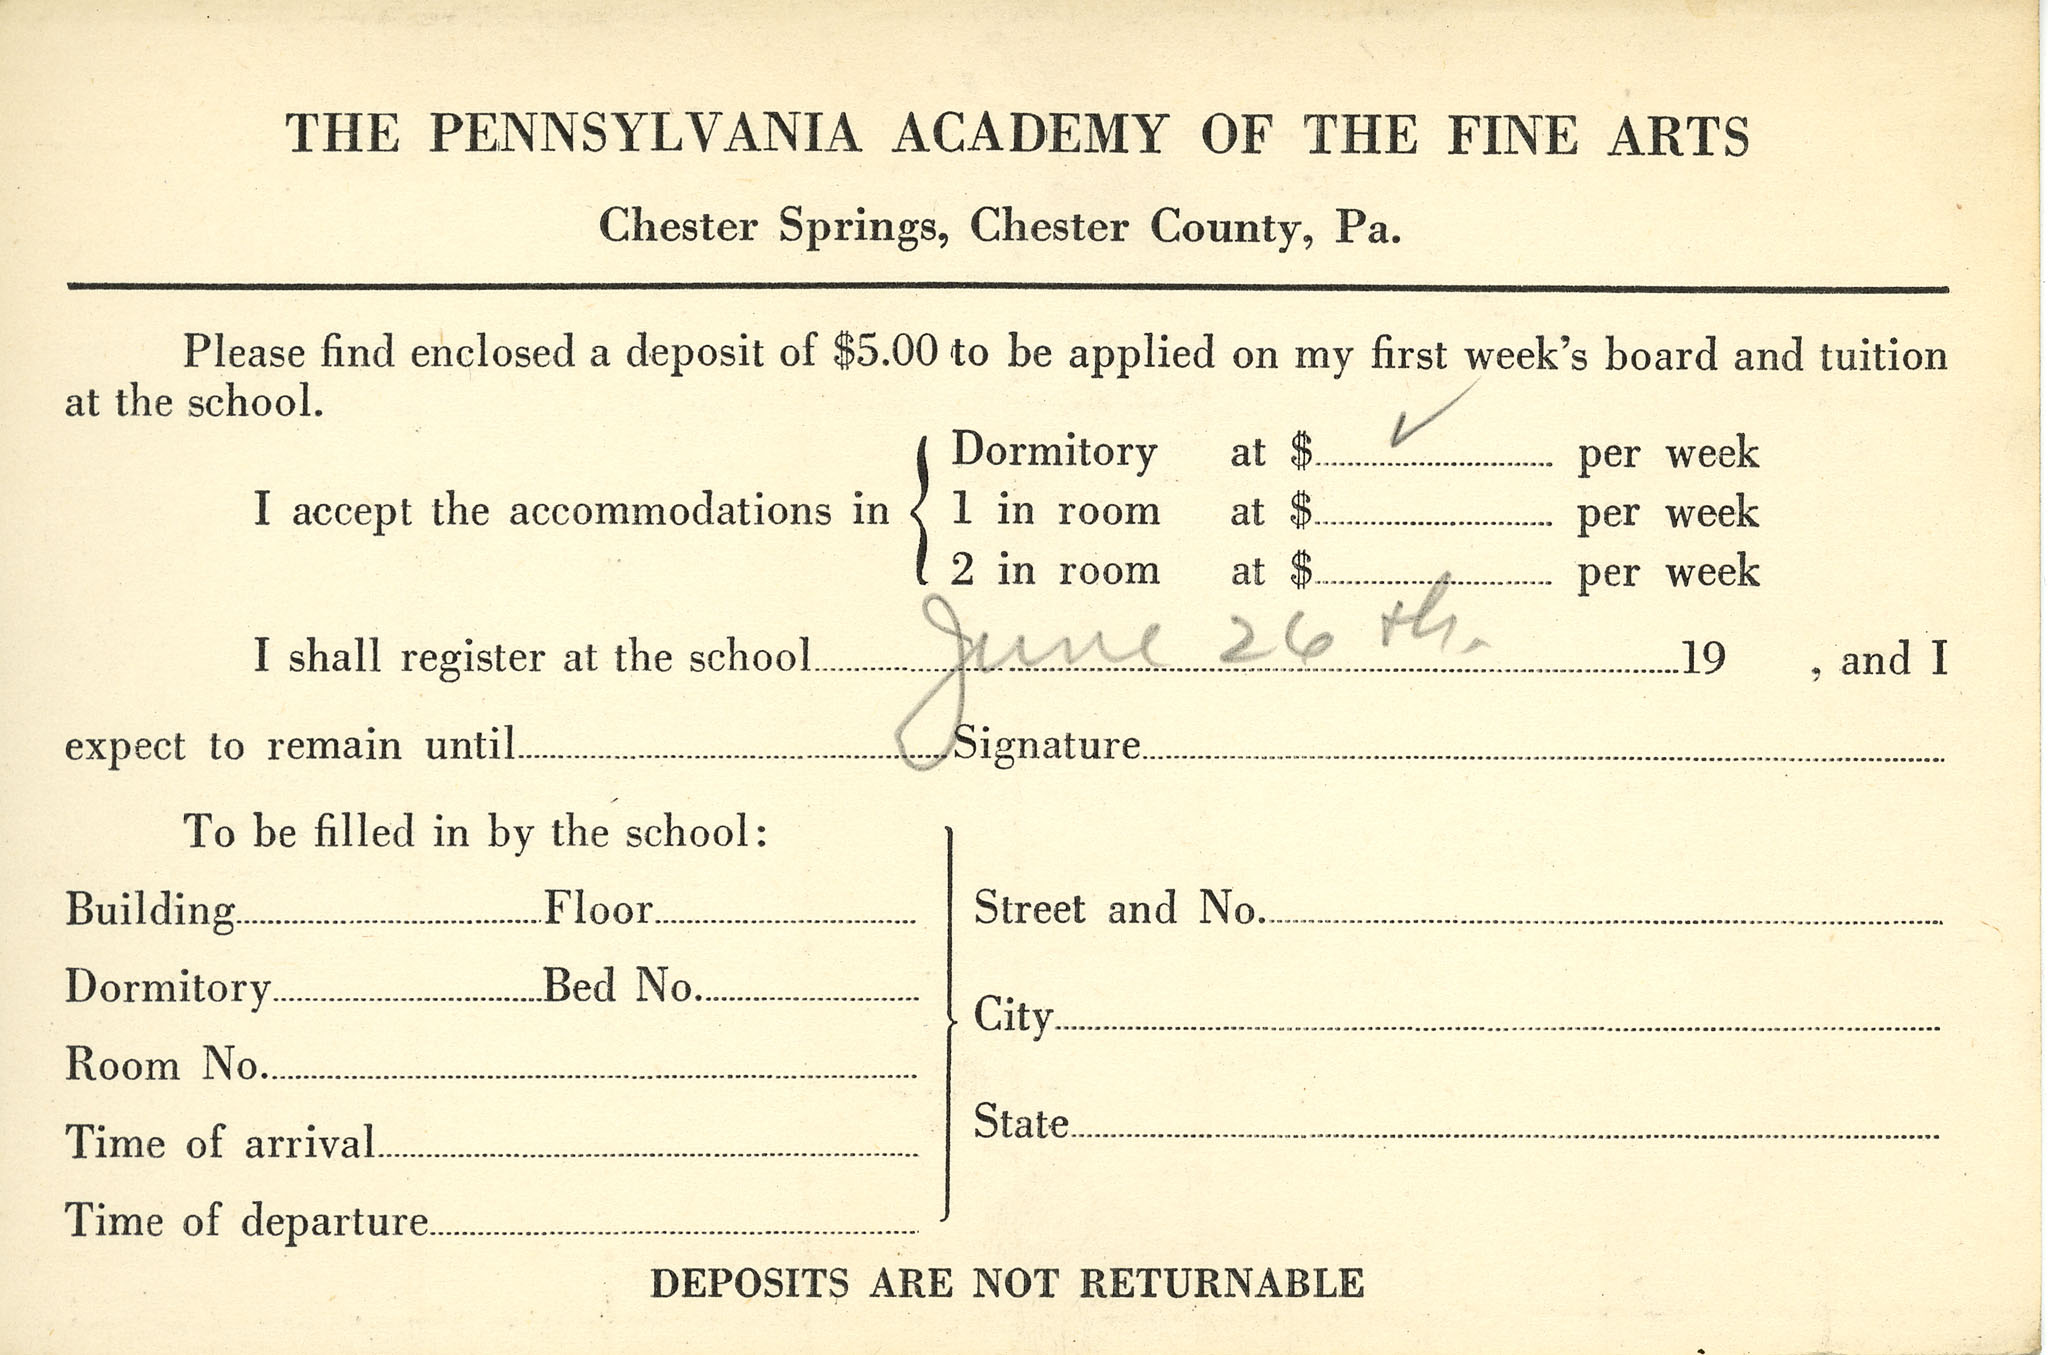 THE PENNSYLVANIA ACADEMY OF THE FINE ARTS
Chester Springs, Chester County, Pa.
Please find enclosed a deposit of $5.00 to be applied on my first week's board and tuition
at the school.
Dormitory at $ ✓ per week
I accept the accommodations in { 1 in room at $ per week
2 in room at $ per week
I shall register at the school June 26 th. 19 , and I
expect to remain until Signature
To be filled in by the school:
Building Floor
Dormitory Bed No.
Room No.
Time of arrival
Time of departure
Street and No.
City
State
DEPOSITS ARE NOT RETURNABLE